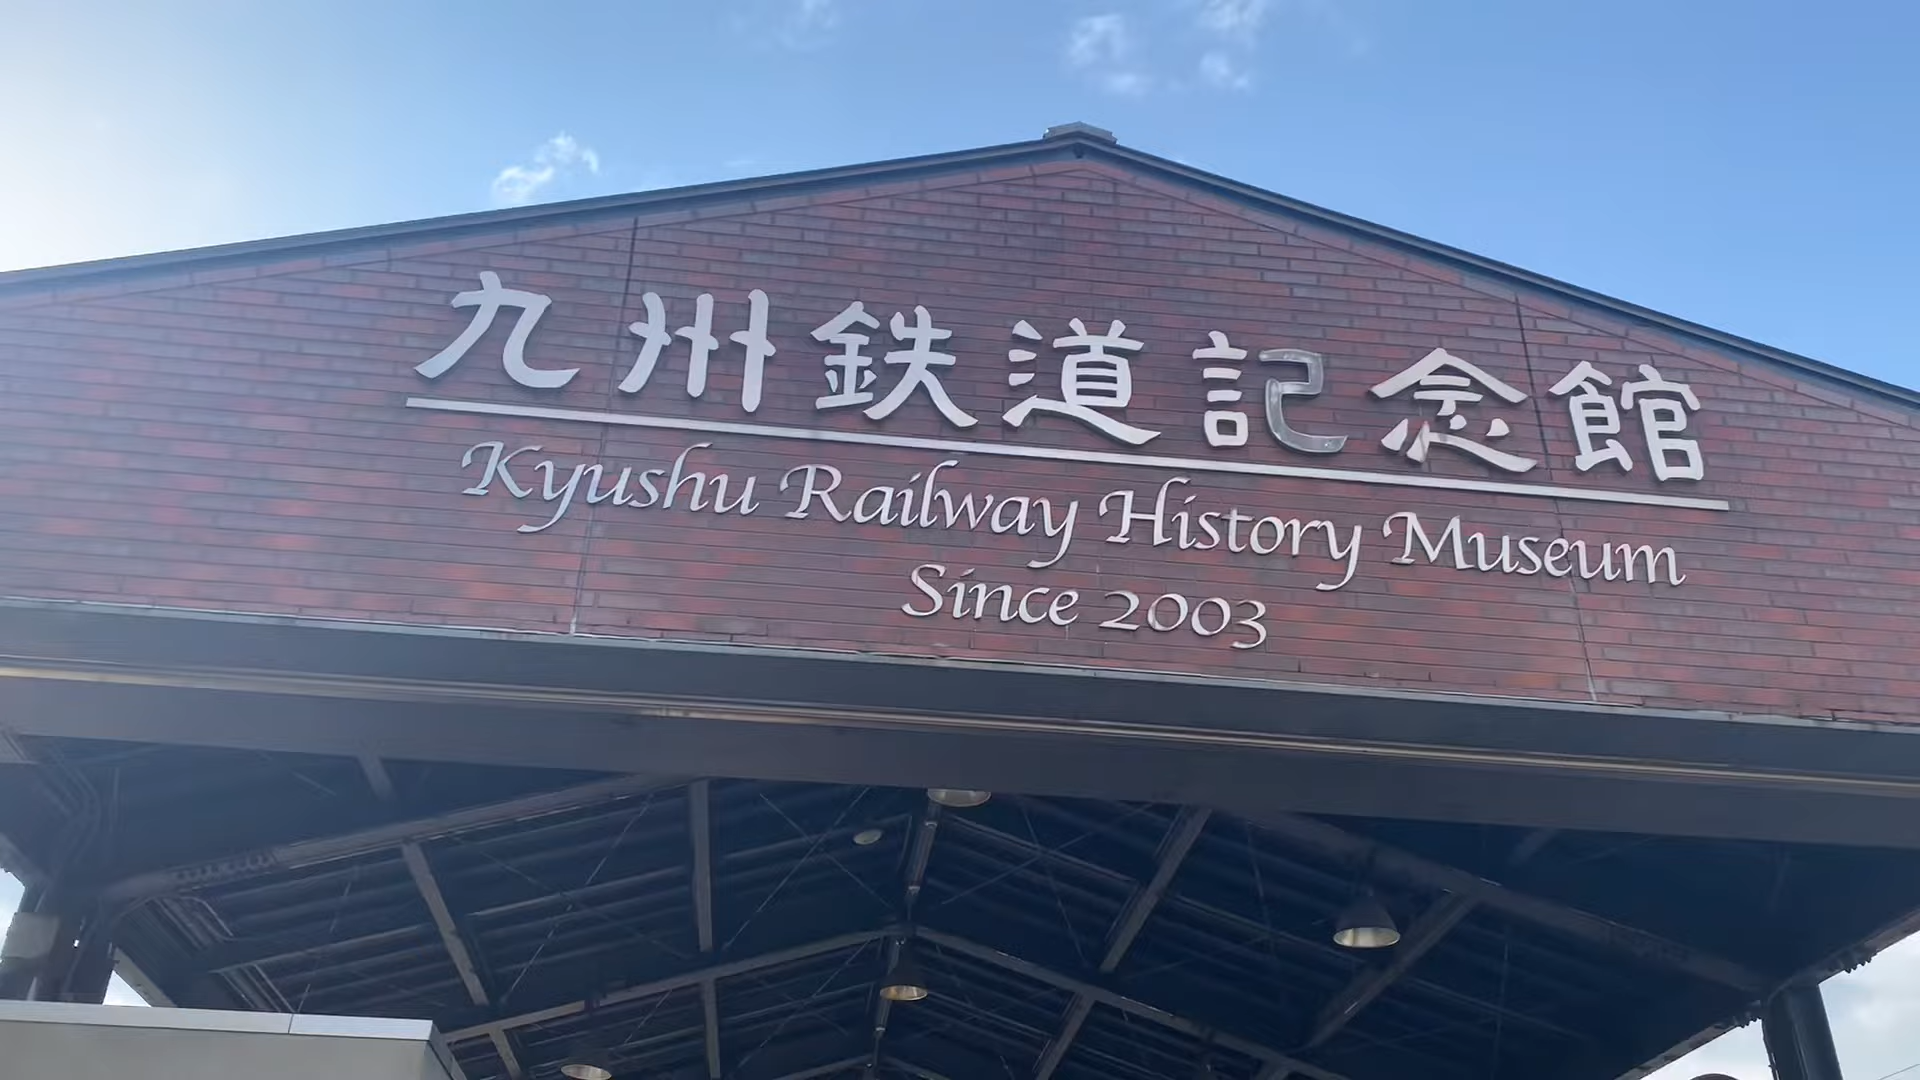 九州鉄道記念館
Kyushu Railway History Museum
Since 2003